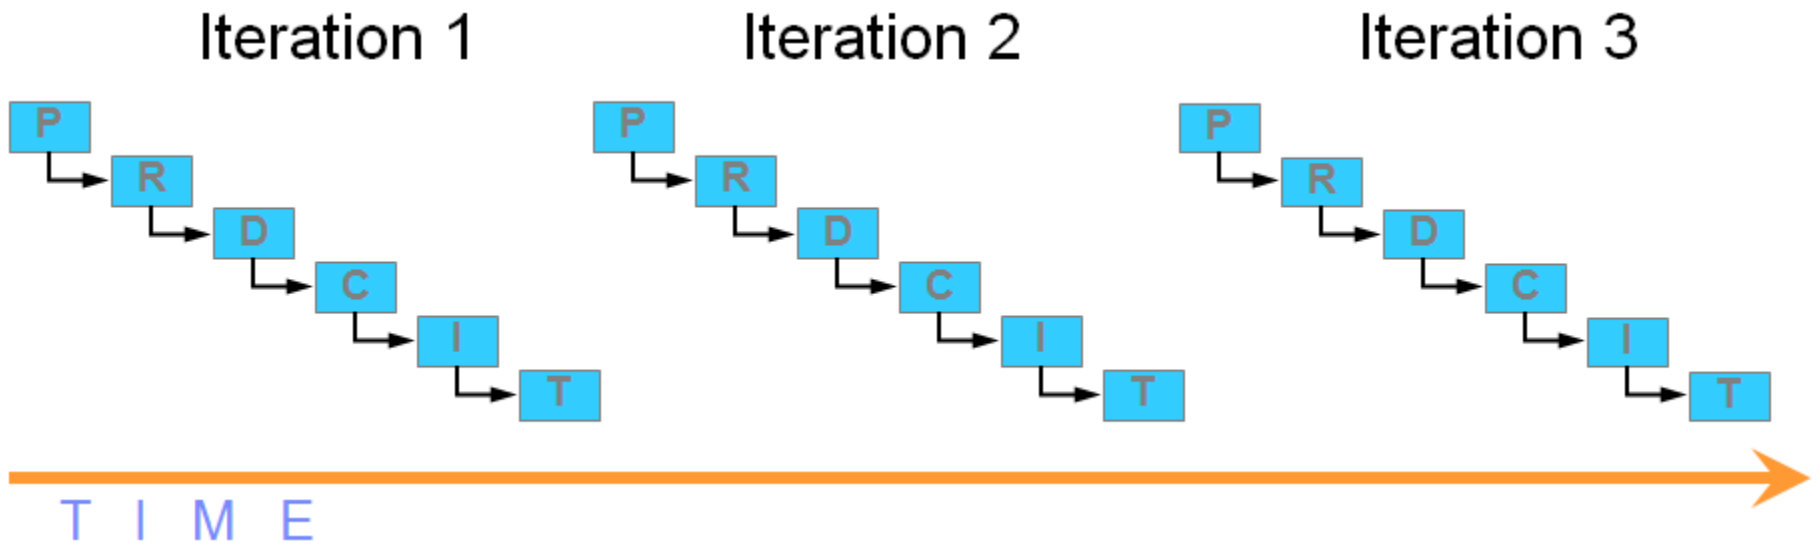 Iteration 1 Iteration 2 Iteration 3
P P P
R R R
D D D
C C C
I I I
T T T
T I M E